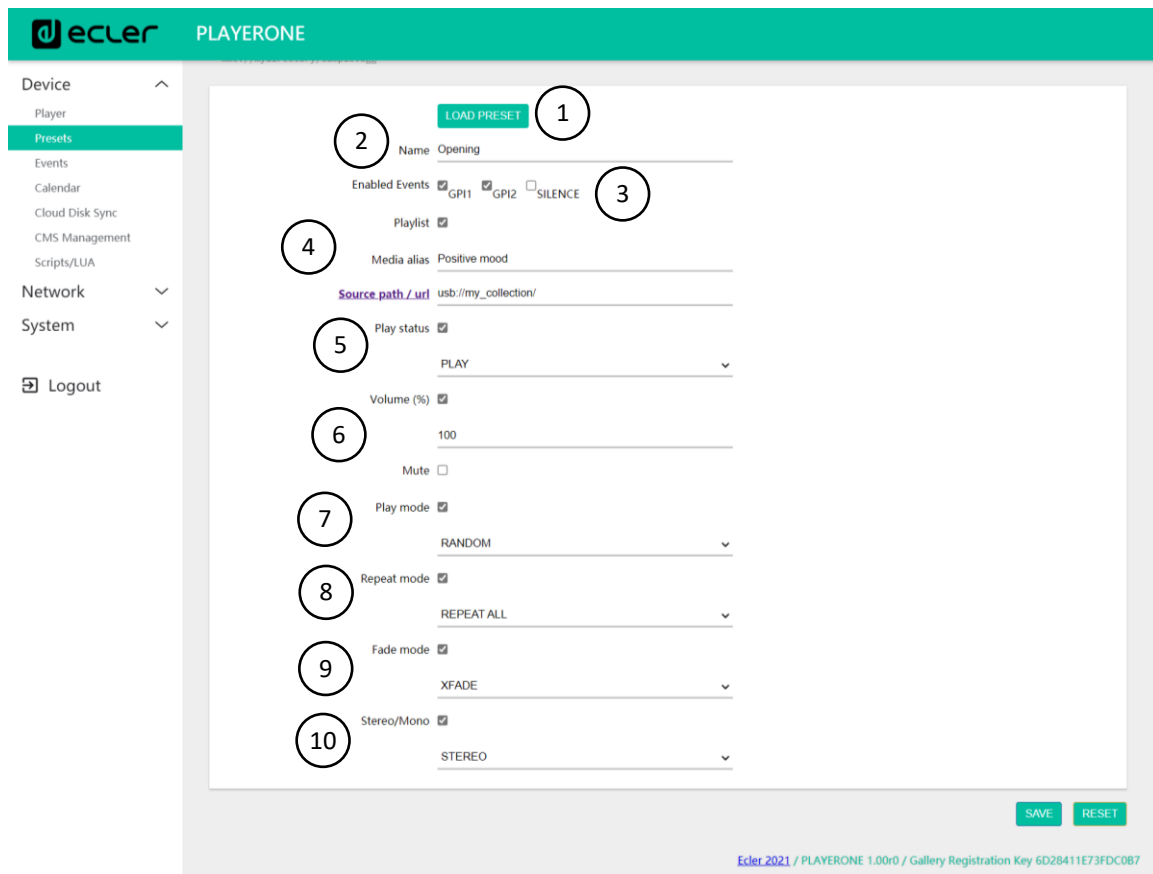 ecler PLAYERONE
Device
Player
Presets
Events
Calendar
Cloud Disk Sync
CMS Management
Scripts/LUA
Network
System
Logout
LOAD PRESET 1
2 Name Opening
Enabled Events GPI1 GPI2 SILENCE 3
Playlist
4
Media alias Positive mood
Source path / url usb://my_collection/
Play status
5
PLAY
Volume (%)
6 100
Mute
Play mode
7
RANDOM
Repeat mode
8
REPEAT ALL
Fade mode
9
XFADE
Stereo/Mono
10
STEREO
SAVE RESET
Ecler 2021 / PLAYERONE 1.00r0 / Gallery Registration Key 6D28411E73FDC0B7